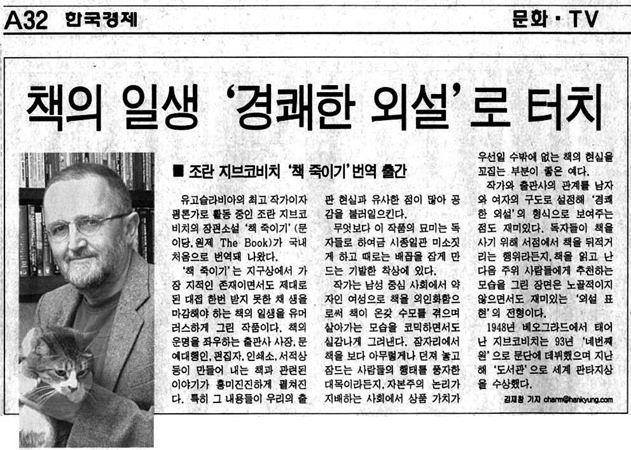 A32 한국경제
문화·TV
책의 일생 ‘경쾌한 외설’로 터치
■ 조란 지브코비치 ‘책 죽이기’ 번역 출간
유고슬라비아의 최고 작가이자
평론가로 활동 중인 조란 지브코
비치의 장편소설 ‘책 죽이기’(문
이당, 원제 The Book)가 국내
처음으로 번역돼 나왔다.
‘책 죽이기’는 지구상에서 가
장 지적인 존재이면서도 제대로
된 대접 한번 받지 못한 채 생을
마감해야 하는 책의 일생을 유머
러스하게 그린 작품이다. 책의
운명을 좌우하는 출판사 사장, 문
예대행인, 편집자, 인쇄소, 서적상
등이 만들어 내는 책과 관련된
이야기가 흥미진진하게 펼쳐진
다. 특히 그 내용들이 우리의 출
판 현실과 유사한 점이 많아 공
감을 불러일으킨다.
무엇보다 이 작품의 묘미는 독
자들로 하여금 시종일관 미소짓
게 하고 때로는 배꼽을 잡게 만
드는 기발한 착상에 있다.
작가는 남성 중심 사회에서 약
자인 여성으로 책을 의인화함으
로써 책이 온갖 수모를 겪으며
살아가는 모습을 코믹하면서도
실감나게 그려낸다. 잠자리에서
책을 보다 아무렇게나 던져 놓고
잠드는 사람들의 행태를 풍자한
대목이라든지, 자본주의 논리가
지배하는 사회에서 상품 가치가
우선일 수밖에 없는 책의 현실을
꼬집는 부분이 좋은 예다.
작가와 출판사의 관계를 남자
와 여자의 구도로 설정해 ‘경쾌
한 외설’의 형식으로 보여주는
점도 재미있다. 독자들이 책을
사기 위해 서점에서 책을 뒤적거
리는 행위라든지, 책을 읽고 난
다음 주위 사람들에게 추천하는
모습을 그린 장면은 노골적이지
않으면서도 재미있는 ‘외설 표
현’의 전형이다.
1948년 베오그라드에서 태어
난 지브코비치는 93년 ‘네번째
원’으로 문단에 데뷔했으며 지난
해 ‘도서관’으로 세계 판타지상
을 수상했다.
김재창 기자 charm@hankyung.com